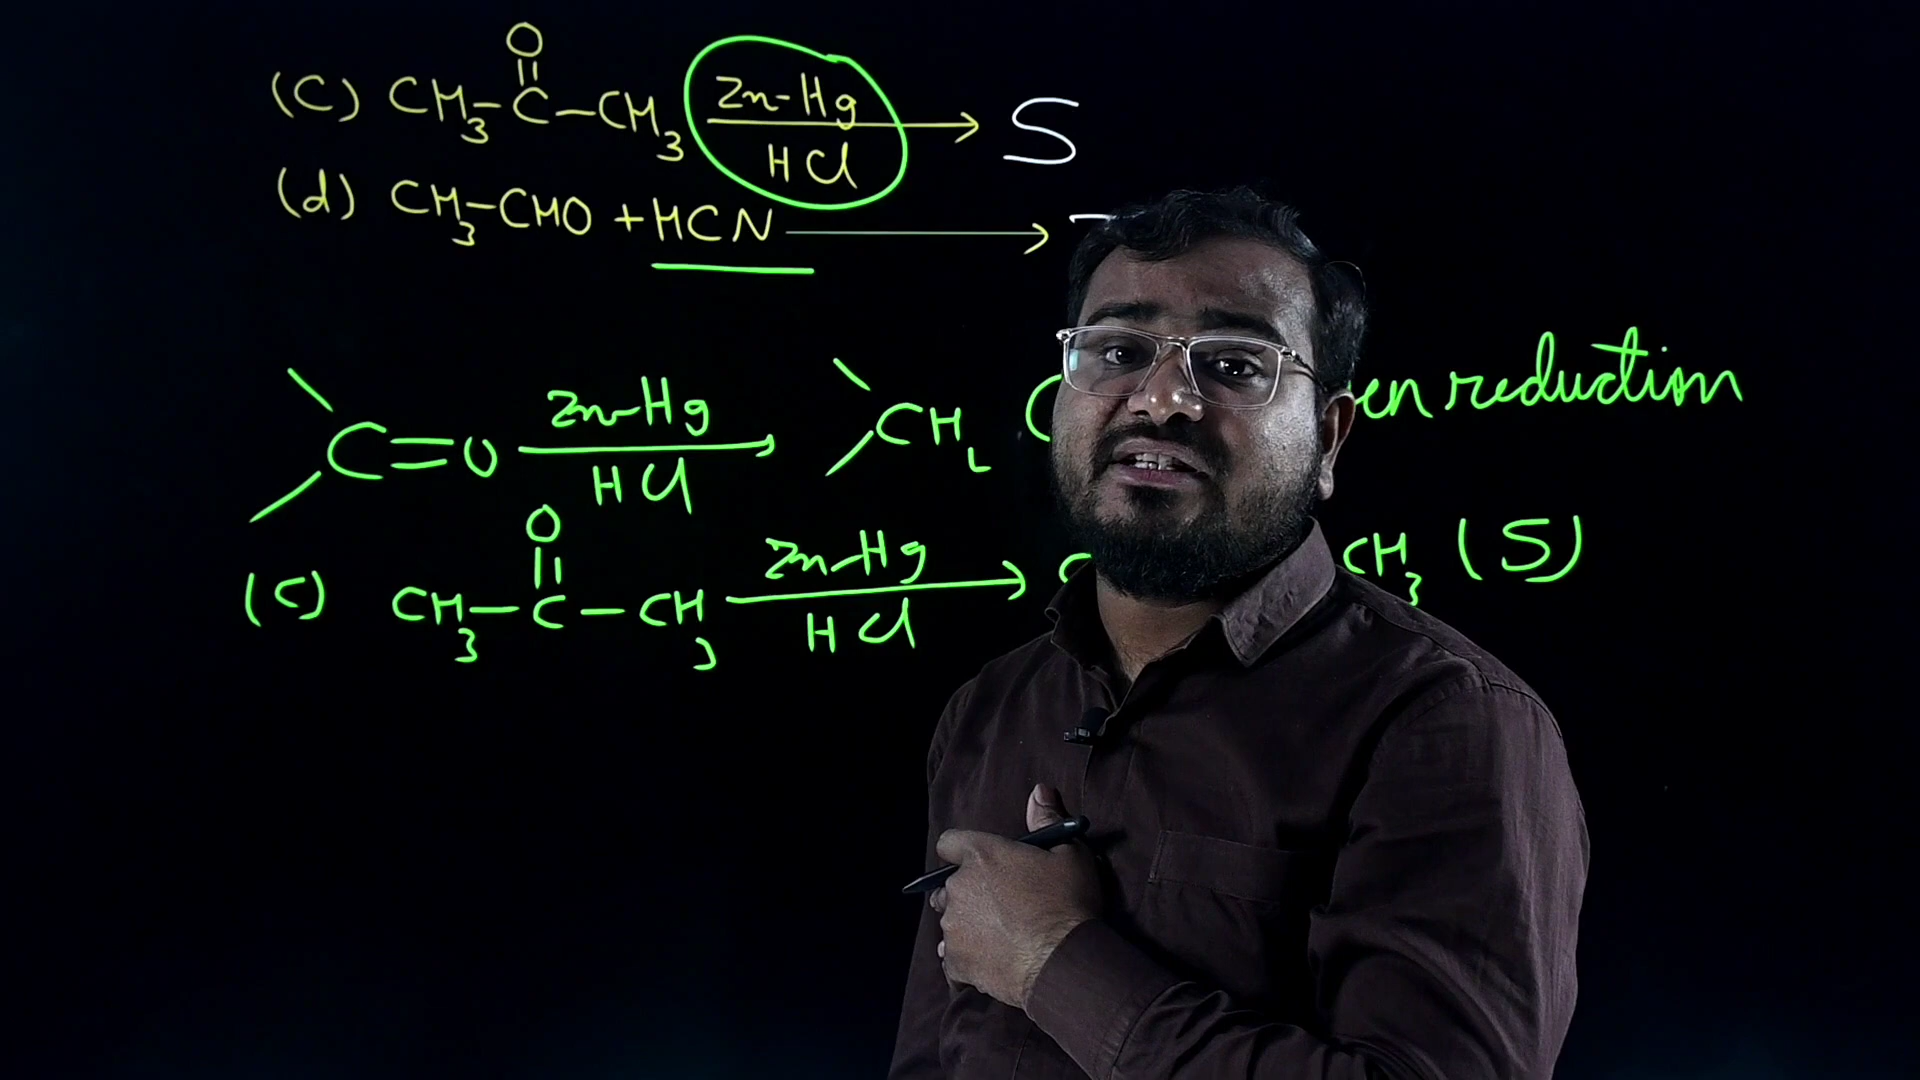 O
(C) CH3-C-CH3 Zn-Hg S
HCl
(d) CH3-CHO + HCN
C=O Zn-Hg CH2 C en reduction
HCl
O
(C) CH3-C-CH3 Zn-Hg C CH3 (S)
HCl